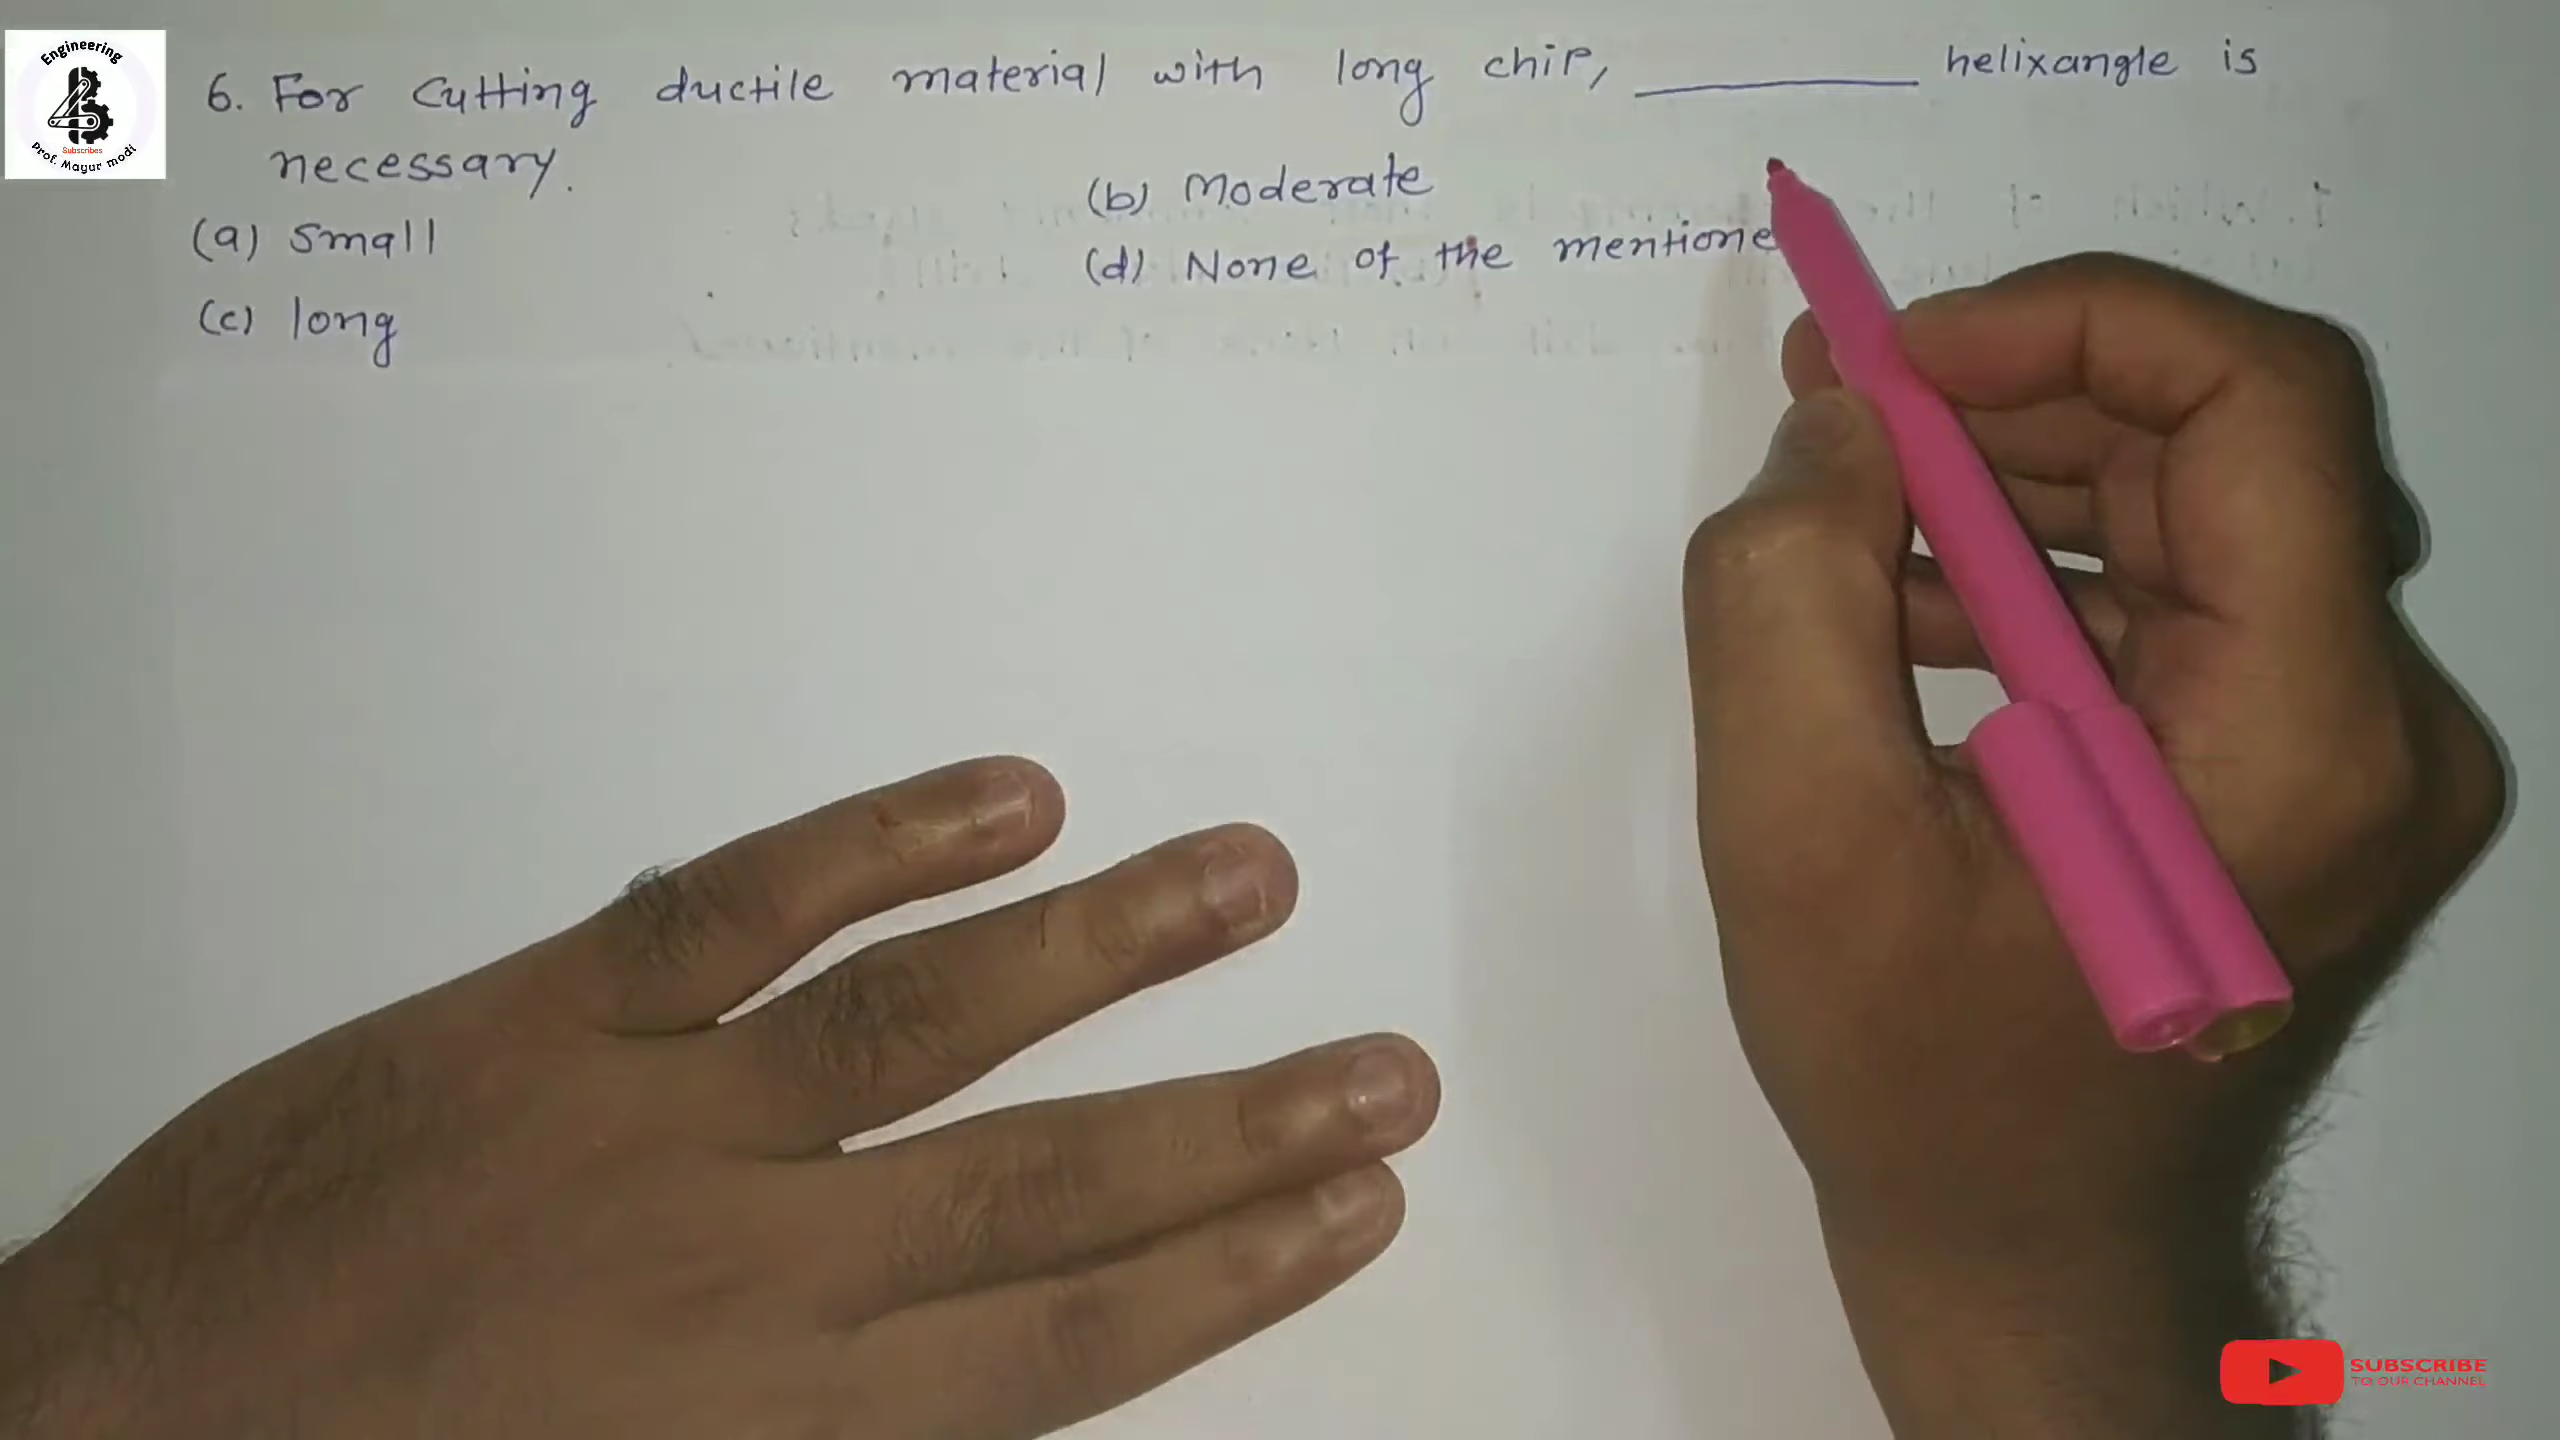 Engineering
Subscribes
Prof. Mayur modi
6. For cutting ductile material with long chip, ________ helixangle is
necessary.
(a) small
(b) Moderate
(c) long
(d) None of the mentione
SUBSCRIBE
TO OUR CHANNEL